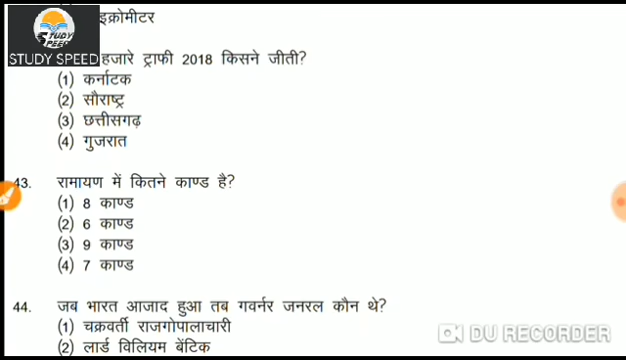 इक्रोमीटर
STUDY SPEED
STUDY SPEED हजारे ट्राफी 2018 किसने जीती?
(1) कर्नाटक
(2) सौराष्ट्र
(3) छत्तीसगढ़
(4) गुजरात
43. रामायण में कितने काण्ड है?
(1) 8 काण्ड
(2) 6 काण्ड
(3) 9 काण्ड
(4) 7 काण्ड
44. जब भारत आजाद हुआ तब गवर्नर जनरल कौन थे?
(1) चक्रवर्ती राजगोपालाचारी
(2) लार्ड विलियम बेंटिक
DU RECORDER